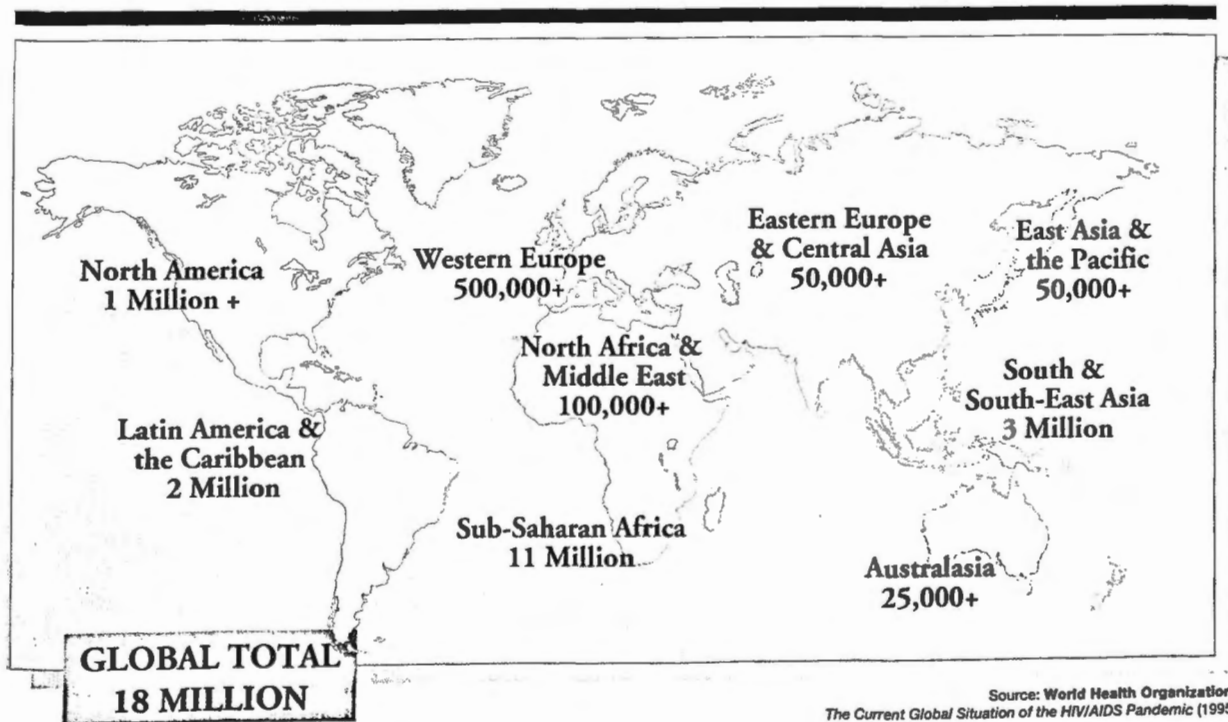 North America
1 Million +
Western Europe
500,000+
Eastern Europe
& Central Asia
50,000+
East Asia &
the Pacific
50,000+
North Africa &
Middle East
100,000+
South &
South-East Asia
3 Million
Latin America &
the Caribbean
2 Million
Sub-Saharan Africa
11 Million
Australasia
25,000+
GLOBAL TOTAL
18 MILLION
Source: World Health Organization
The Current Global Situation of the HIV/AIDS Pandemic (1995